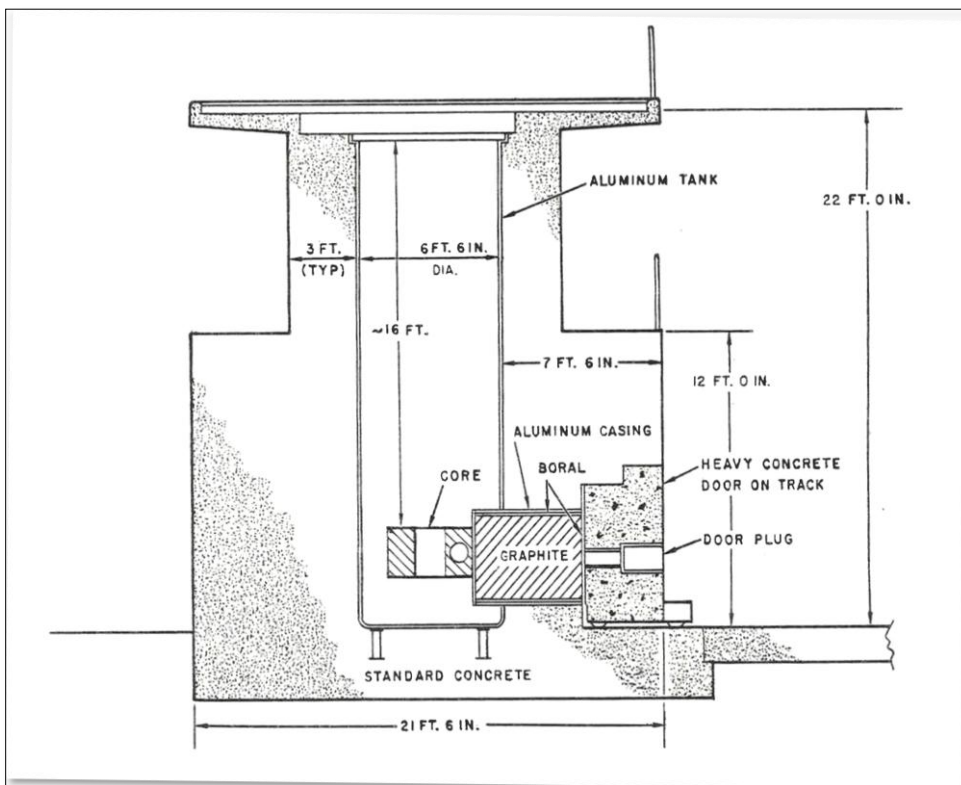 ALUMINUM TANK
22 FT. 0 IN.
3 FT.
(TYP)
6 FT. 6 IN.
DIA.
~16 FT.
7 FT. 6 IN.
12 FT. 0 IN.
ALUMINUM CASING
BORAL
CORE
HEAVY CONCRETE
DOOR ON TRACK
GRAPHITE
DOOR PLUG
STANDARD CONCRETE
21 FT. 6 IN.